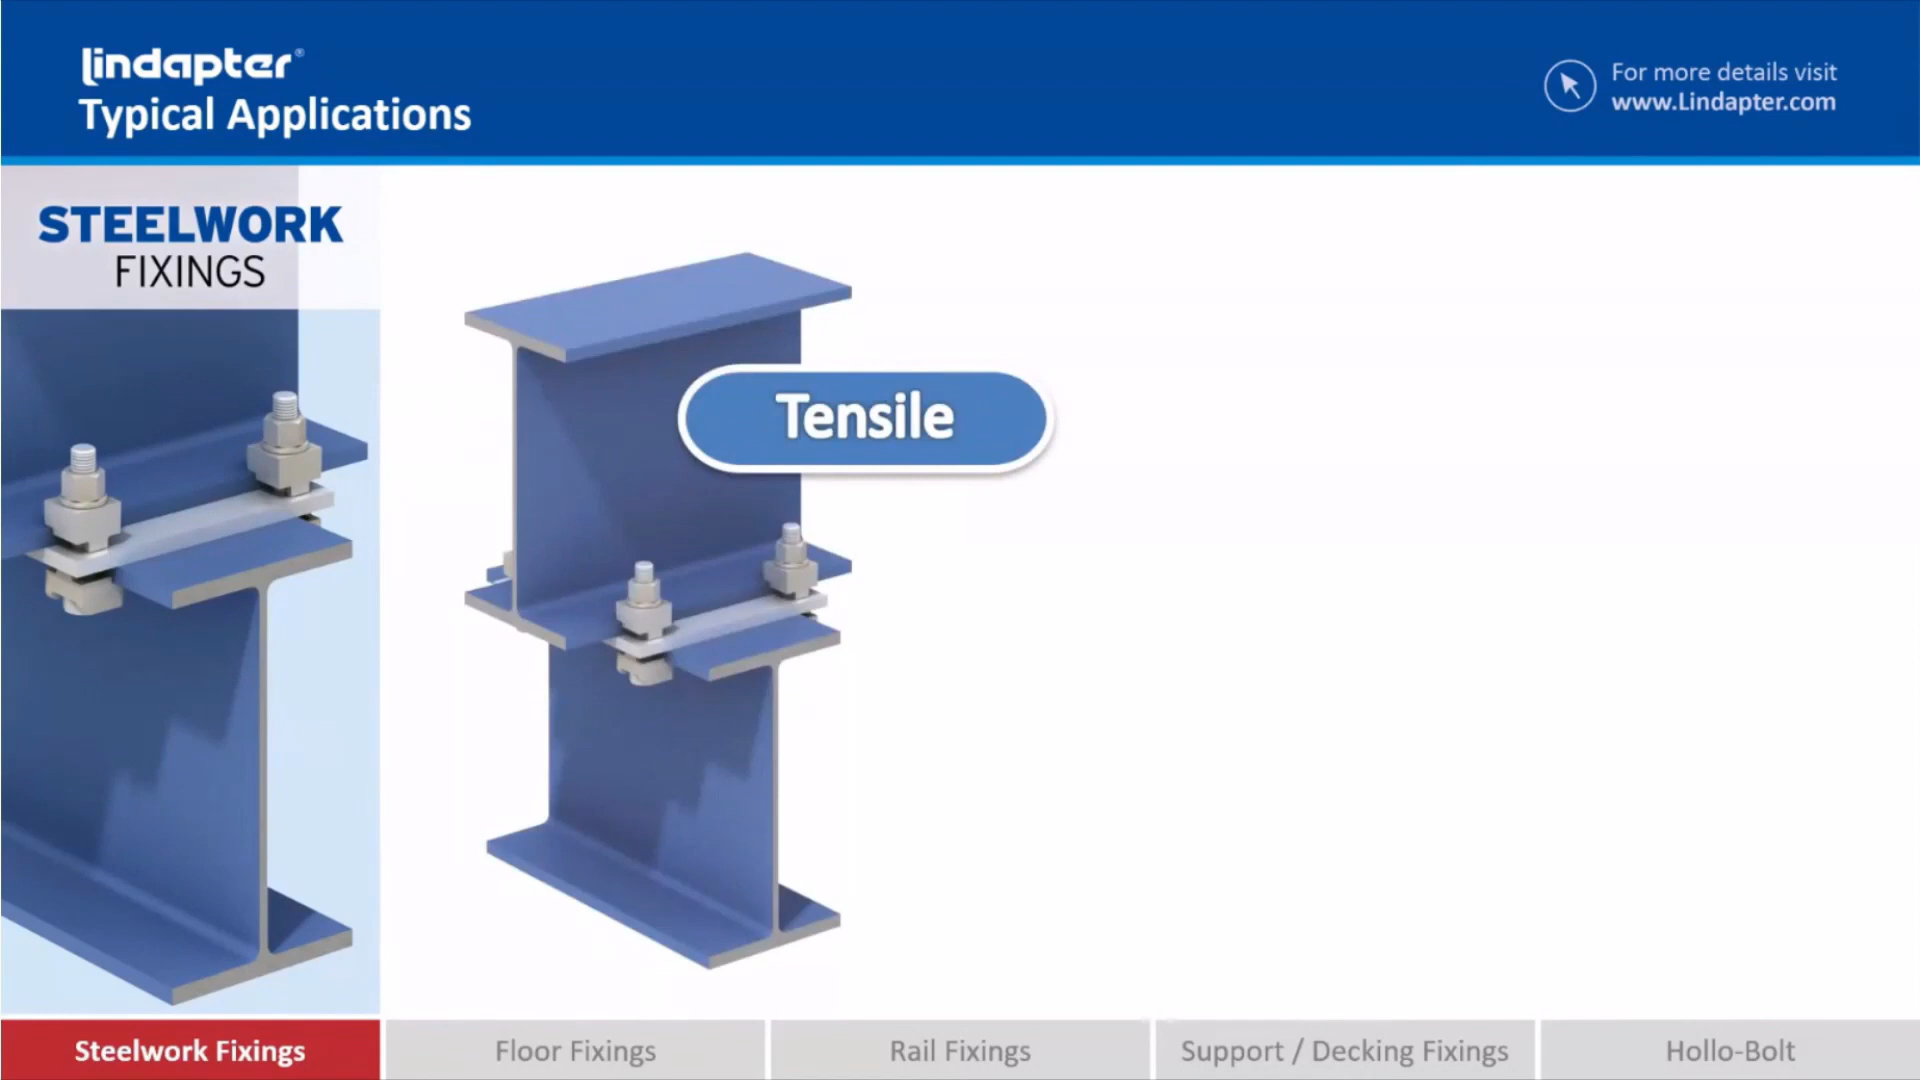 lindapter®
Typical Applications
For more details visit
www.Lindapter.com
STEELWORK
FIXINGS
Tensile
Steelwork Fixings
Floor Fixings
Rail Fixings
Support / Decking Fixings
Hollo-Bolt